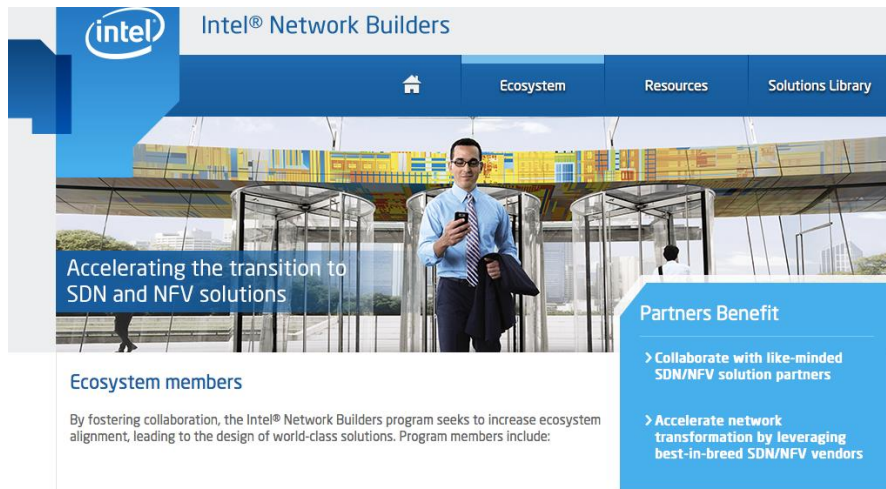 intel
Intel® Network Builders
Ecosystem
Resources
Solutions Library
Accelerating the transition to
SDN and NFV solutions
Ecosystem members
By fostering collaboration, the Intel® Network Builders program seeks to increase ecosystem
alignment, leading to the design of world-class solutions. Program members include:
Partners Benefit
> Collaborate with like-minded
SDN/NFV solution partners
> Accelerate network
transformation by leveraging
best-in-breed SDN/NFV vendors